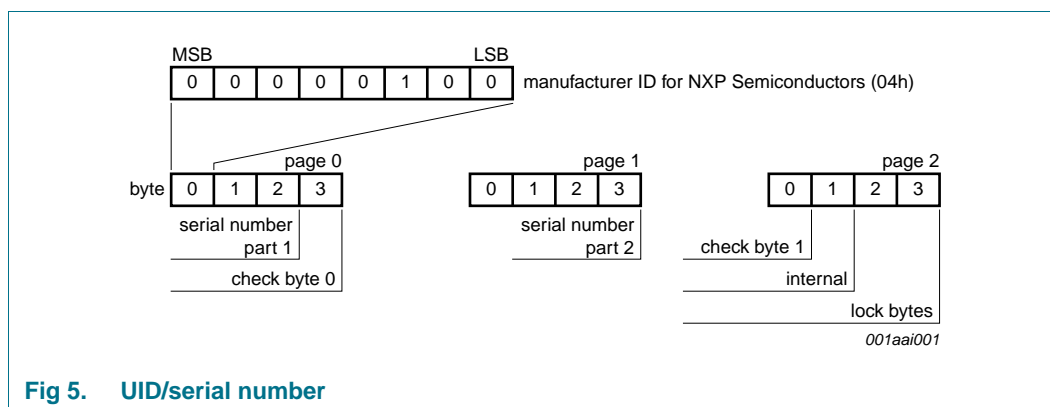 MSB LSB
0 0 0 0 0 1 0 0 manufacturer ID for NXP Semiconductors (04h)
page 0 page 1 page 2
byte 0 1 2 3 0 1 2 3 0 1 2 3
serial number serial number
part 1 part 2 check byte 1
check byte 0 internal
lock bytes
001aai001
Fig 5. UID/serial number